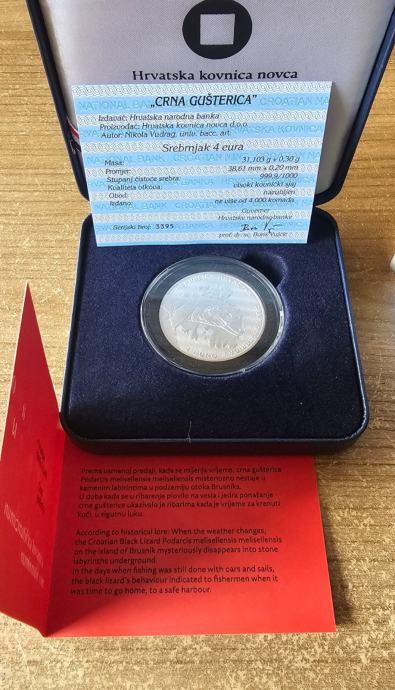 Hrvatska kovnica novca
„CRNA GUŠTERICA”
Izdavač: Hrvatska narodna banka
Proizvođač: Hrvatska kovnica novca d.o.o.
Autor: Nikola Vudrag, univ. bacc. art.
Srebrnjak 4 eura
Masa: 31,103 g ± 0,30 g
Promjer: 38,61 mm ± 0,20 mm
Stupanj čistoće srebra: 999,9/1000
Kvaliteta otkova: visoki kovnički sjaj
Obod: narubljen
Izdano: ne više od 4.000 komada
Guverner
Hrvatske narodne banke
Serijski broj: 3395
prof. dr. sc. Boris Vujčić
Prema usmenoj predaji, kada se mijenja vrijeme, crna gušterica
Podarcis melisellensis melisellensis misteriozno nestaje u
kamenim labirintima u podzemlju otoka Brusnika.
U doba kada se u ribarenje plovilo na vesla i jedra ponašanje
crne gušterice ukazivalo je ribarima kada je vrijeme za krenuti
kući, u sigurnu luku.
According to historical lore: When the weather changes,
the Croatian Black Lizard Podarcis melisellensis melisellensis
on the island of Brusnik mysteriously disappears into stone
labyrinths underground.
In the days when fishing was still done with oars and sails,
the black lizard's behaviour indicated to fishermen when it
was time to go home, to a safe harbour.